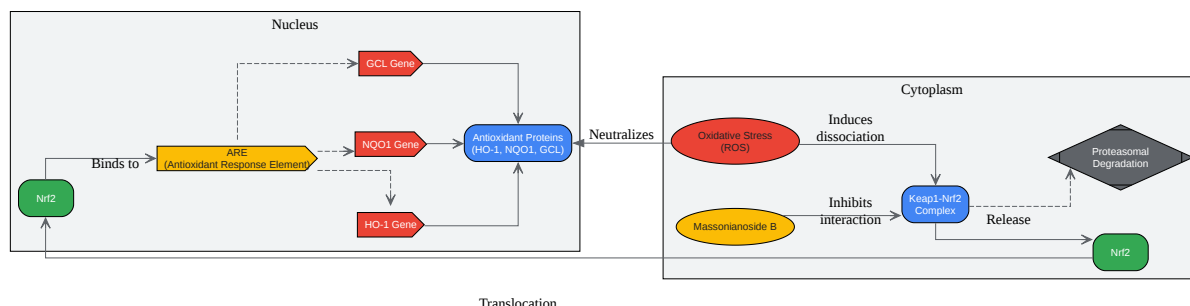 Nucleus
GCL Gene
NQO1 Gene
HO-1 Gene
ARE
(Antioxidant Response Element)
Binds to
Nrf2
Antioxidant Proteins
(HO-1, NQO1, GCL)
Neutralizes
Cytoplasm
Oxidative Stress
(ROS)
Induces
dissociation
Proteasomal
Degradation
Keap1-Nrf2
Complex
Massonianoside B
Inhibits
interaction
Release
Nrf2
Translocation